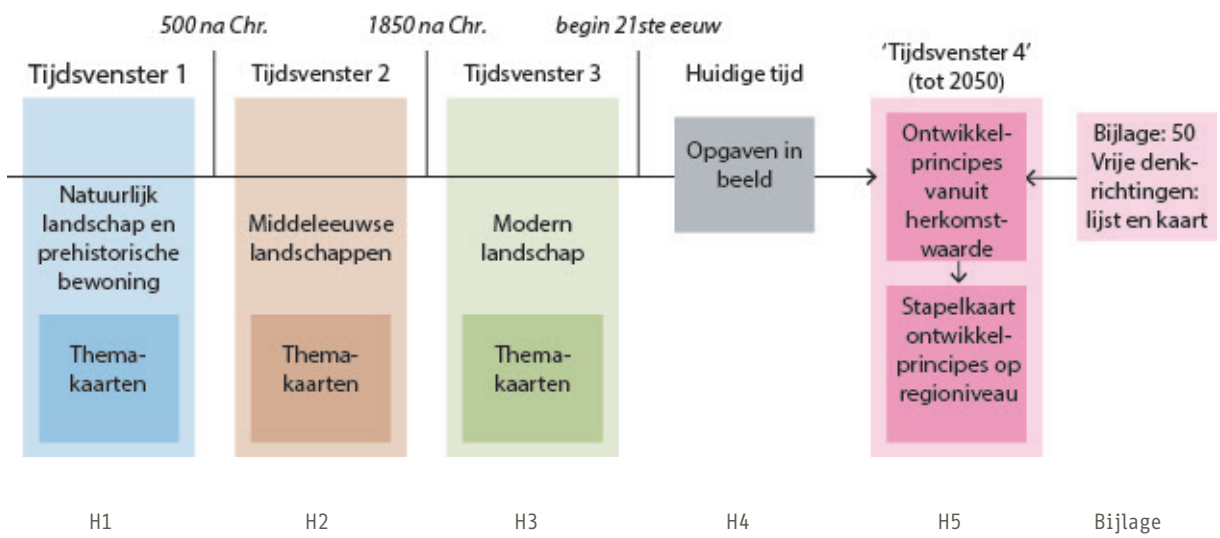 500 na Chr.
1850 na Chr.
begin 21ste eeuw
Tijdsvenster 1
Tijdsvenster 2
Tijdsvenster 3
Huidige tijd
'Tijdsvenster 4'
(tot 2050)
Natuurlijk
landschap en
prehistorische
bewoning
Thema-
kaarten
Middeleeuwse
landschappen
Thema-
kaarten
Modern
landschap
Thema-
kaarten
Opgaven in
beeld
Ontwikkel-
principes
vanuit
herkomst-
waarde
Stapelkaart
ontwikkel-
principes op
regioniveau
Bijlage: 50
Vrije denk-
richtingen:
lijst en kaart
H1
H2
H3
H4
H5
Bijlage